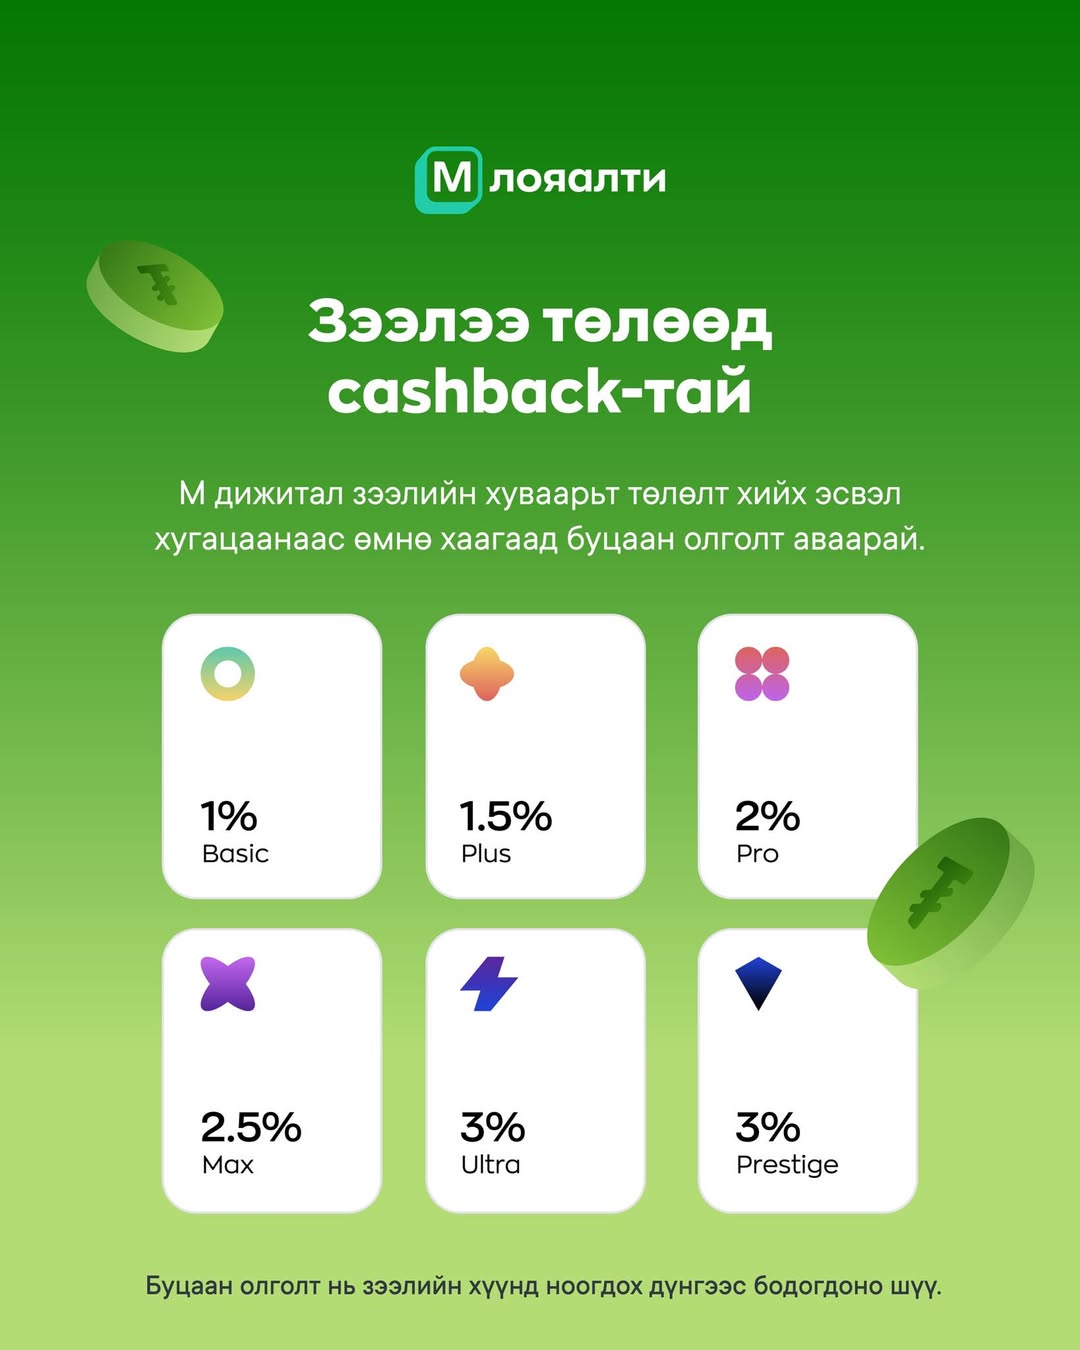 М лоялти
Зээлээ төлөөд
cashback-тай
М дижитал зээлийн хуваарьт төлөлт хийх эсвэл
хугацаанаас өмнө хаагаад буцаан олголт аваарай.
1%
Basic
1.5%
Plus
2%
Pro
2.5%
Max
3%
Ultra
3%
Prestige
Буцаан олголт нь зээлийн хүүнд ноогдох дүнгээс бодогдоно шүү.